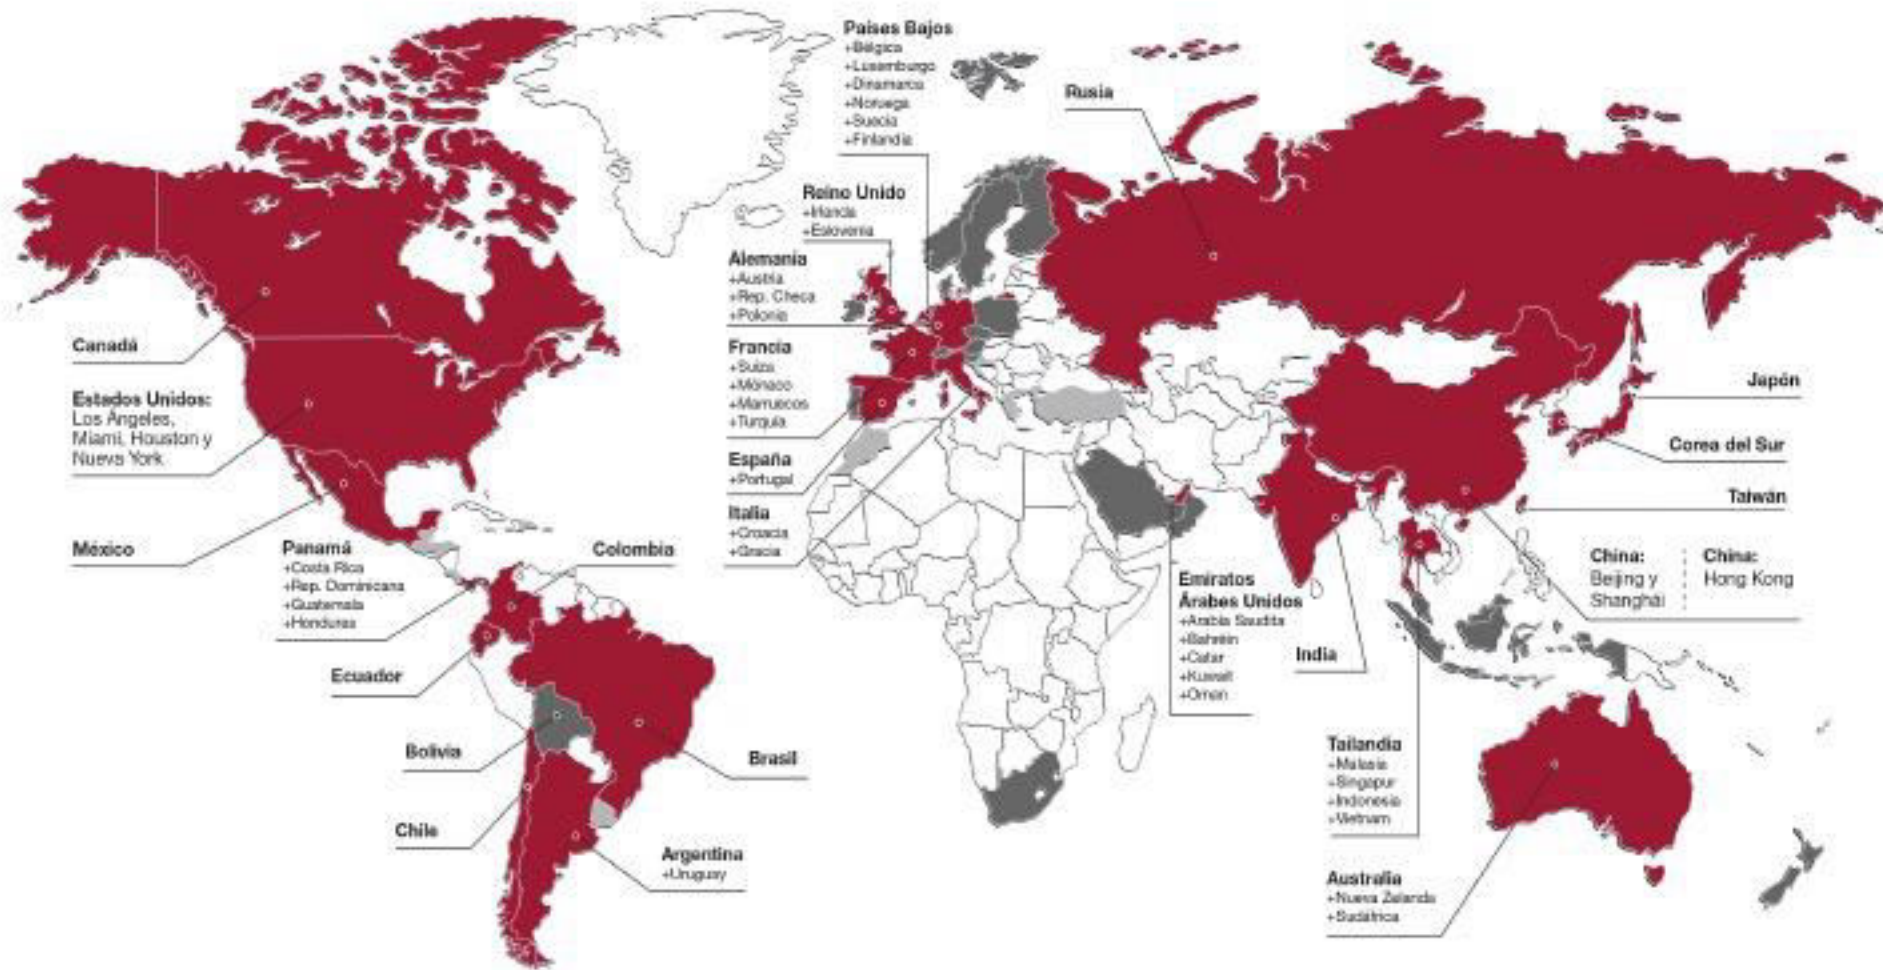 Países Bajos
+Bélgica
+Luxemburgo
+Dinamarca
+Noruega
+Suecia
+Finlandia
Rusia
Reino Unido
+Irlanda
+Eslovenia
Alemania
+Austria
+Rep. Checa
+Polonia
Francia
+Suiza
+Mónaco
+Marruecos
+Turquía
España
+Portugal
Italia
+Croacia
+Grecia
Canadá
Estados Unidos:
Los Ángeles,
Miami, Houston y
Nueva York
México
Panamá
+Costa Rica
+Rep. Dominicana
+Guatemala
+Honduras
Colombia
Ecuador
Bolivia
Brasil
Chile
Argentina
+Uruguay
Emiratos
Árabes Unidos
+Arabia Saudita
+Bahréin
+Catar
+Kuwait
+Oman
India
Japón
Corea del Sur
Taiwán
China:
Beijing y
Shanghái
China:
Hong Kong
Tailandia
+Malasia
+Singapur
+Indonesia
+Vietnam
Australia
+Nueva Zelanda
+Sudáfrica